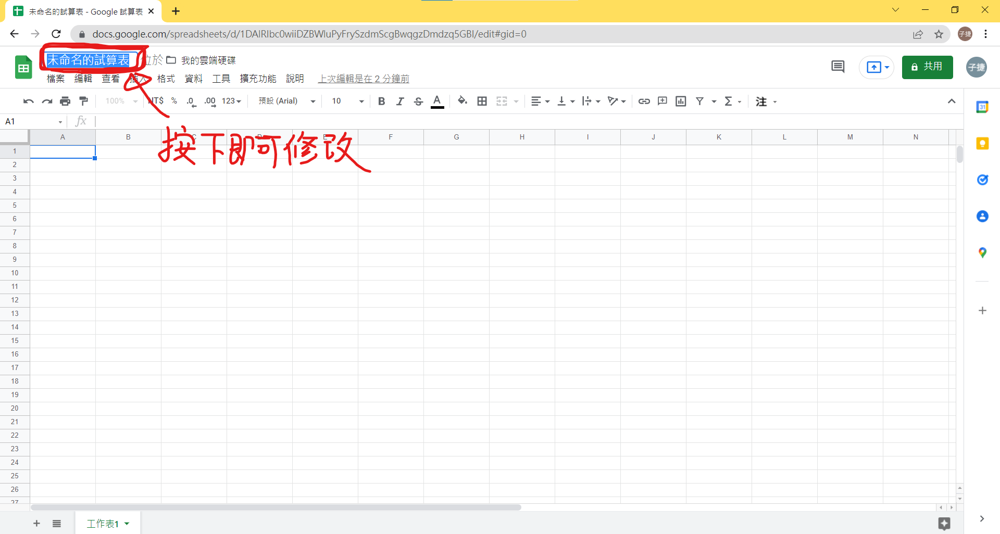 未命名的試算表 - Google 試算表
docs.google.com/spreadsheets/d/1DAlRIbc0wiiDZBWluPyFrySzdmScgBwqgzDmdzq5GBI/edit#gid=0
子捷
未命名的試算表 位於 我的雲端硬碟
共用
子捷
檔案 編輯 查看 插入 格式 資料 工具 擴充功能 說明 上次編輯是在 2 分鐘前
100% NT$ % .0 .00 123 預設 (Arial) 10 B I S A Σ 注
31
A1 fx
A B C D E F G H I J K L M N
按下即可修改
1
2
3
4
5
6
7
8
9
10
11
12
13
14
15
16
17
18
19
20
21
22
23
24
25
26
27
工作表1